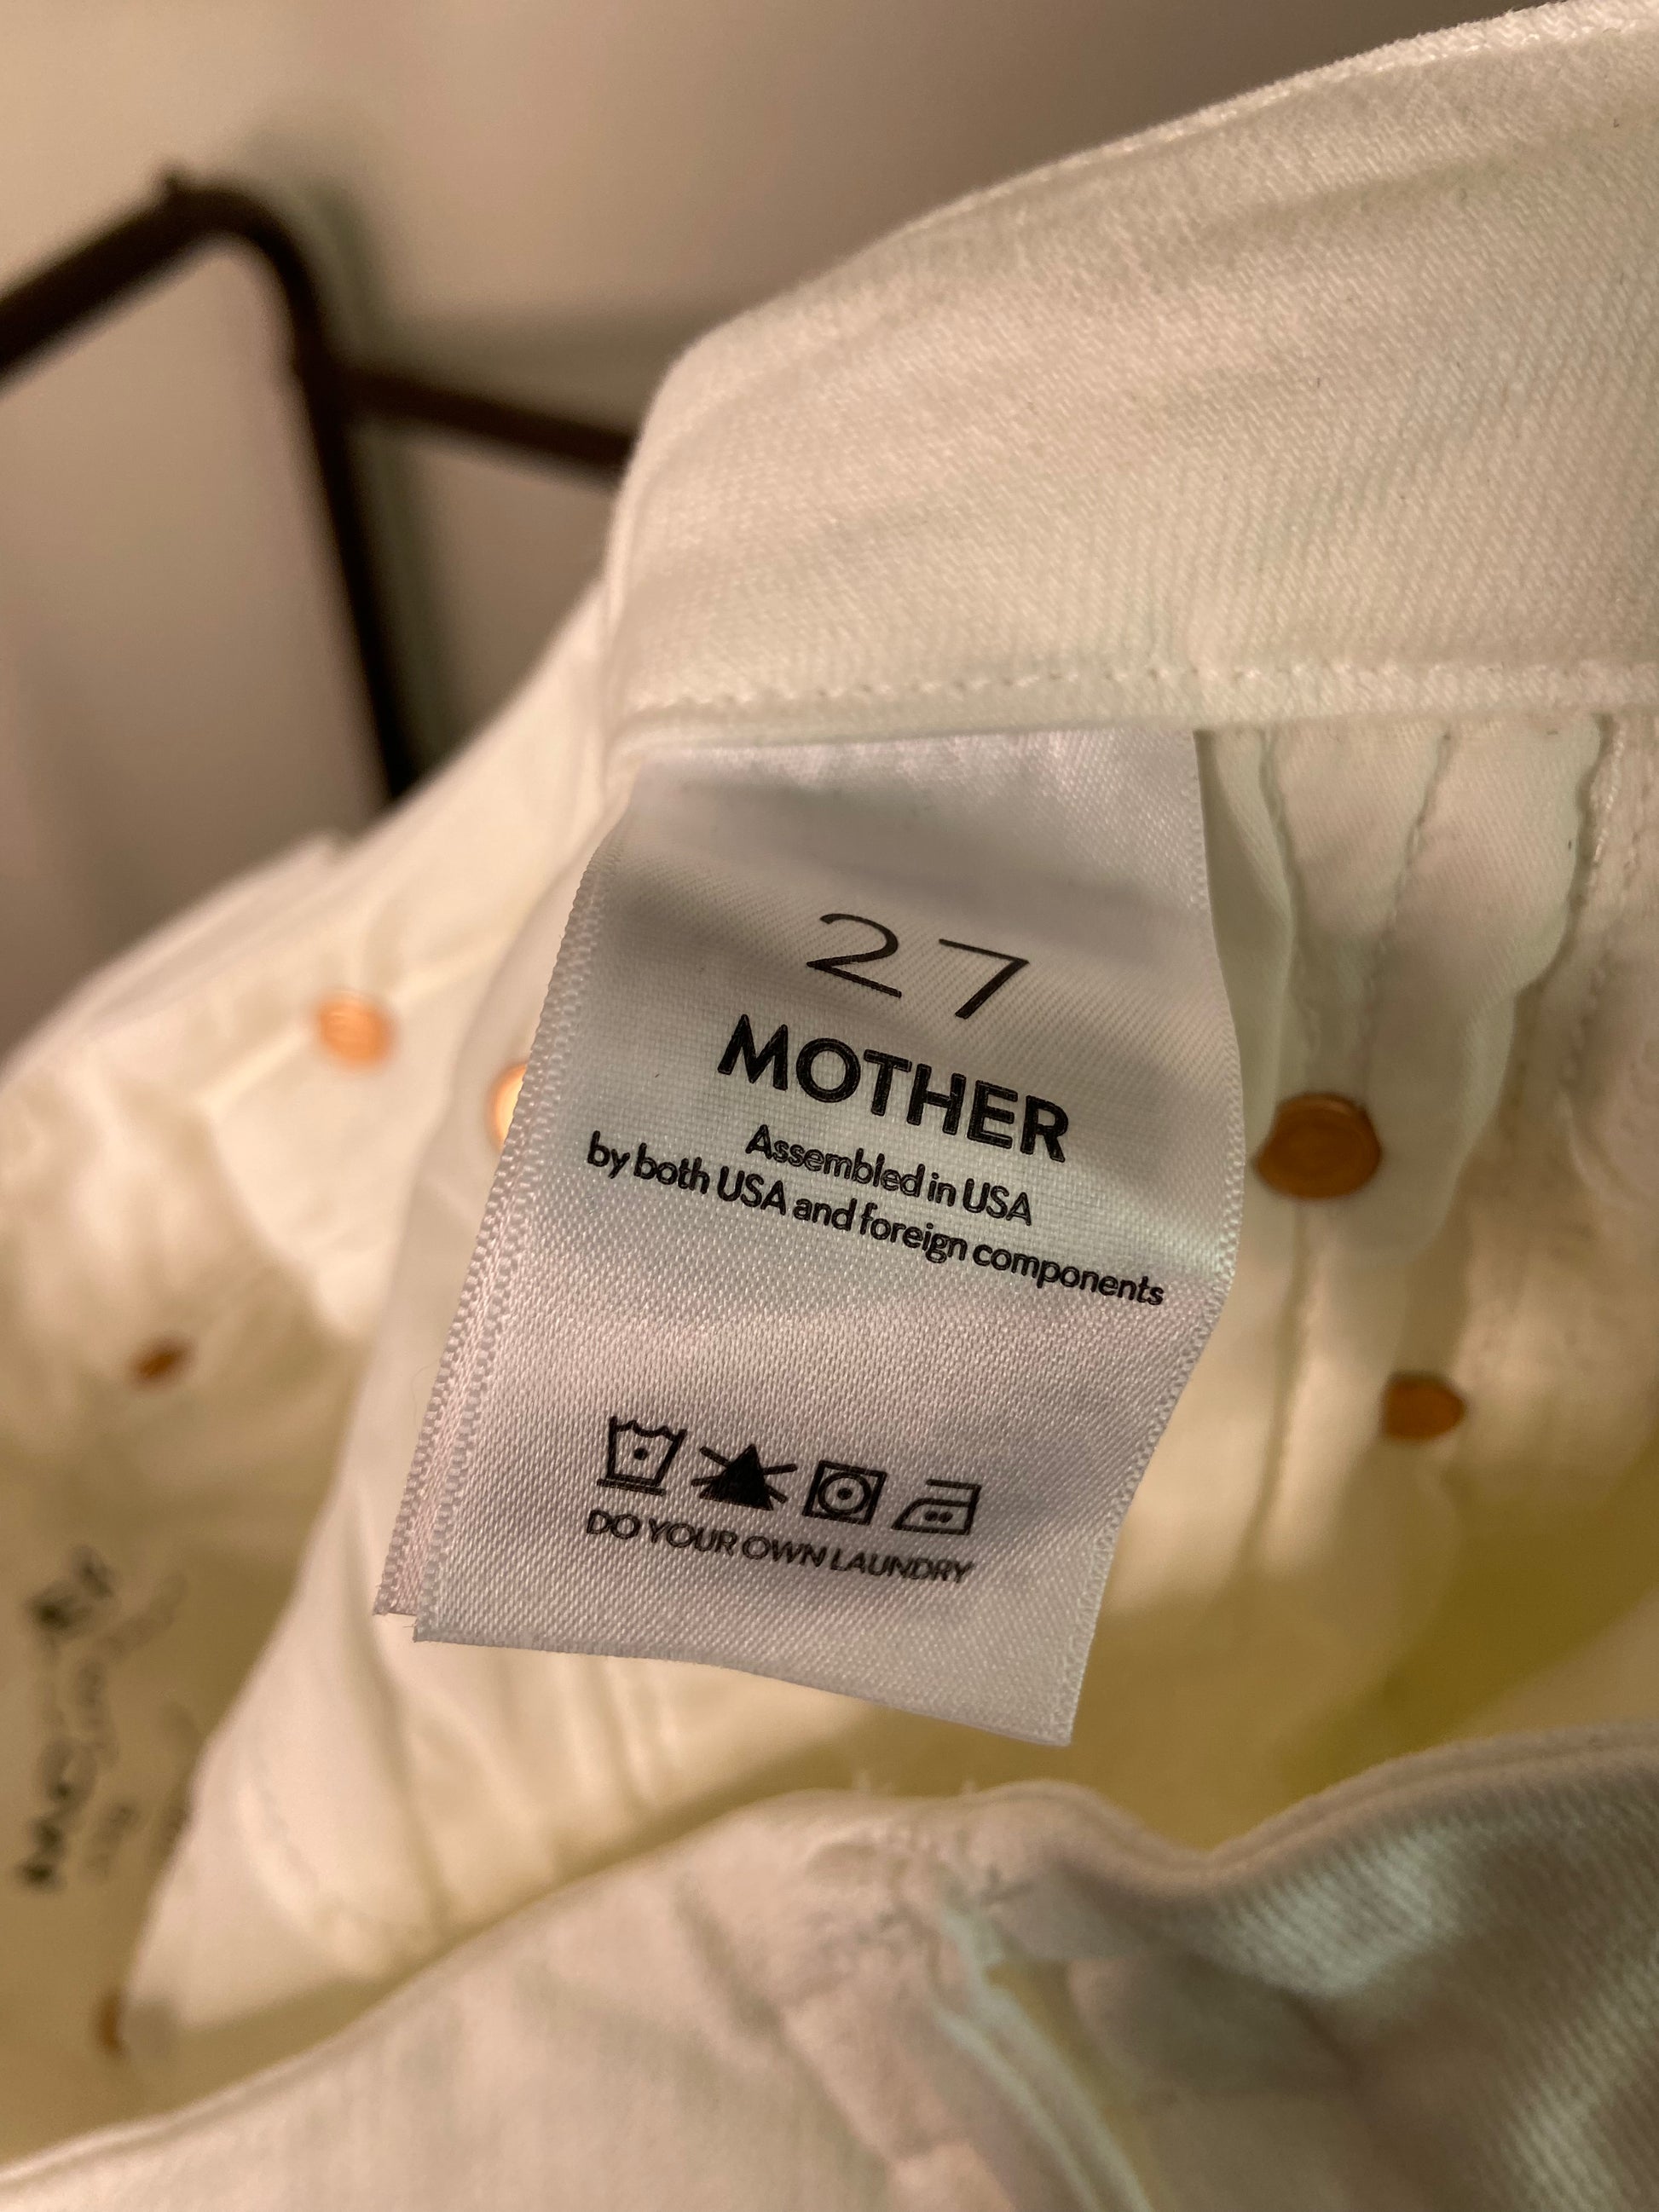 27
MOTHER
Assembled in USA
by both USA and foreign components
DO YOUR OWN LAUNDRY